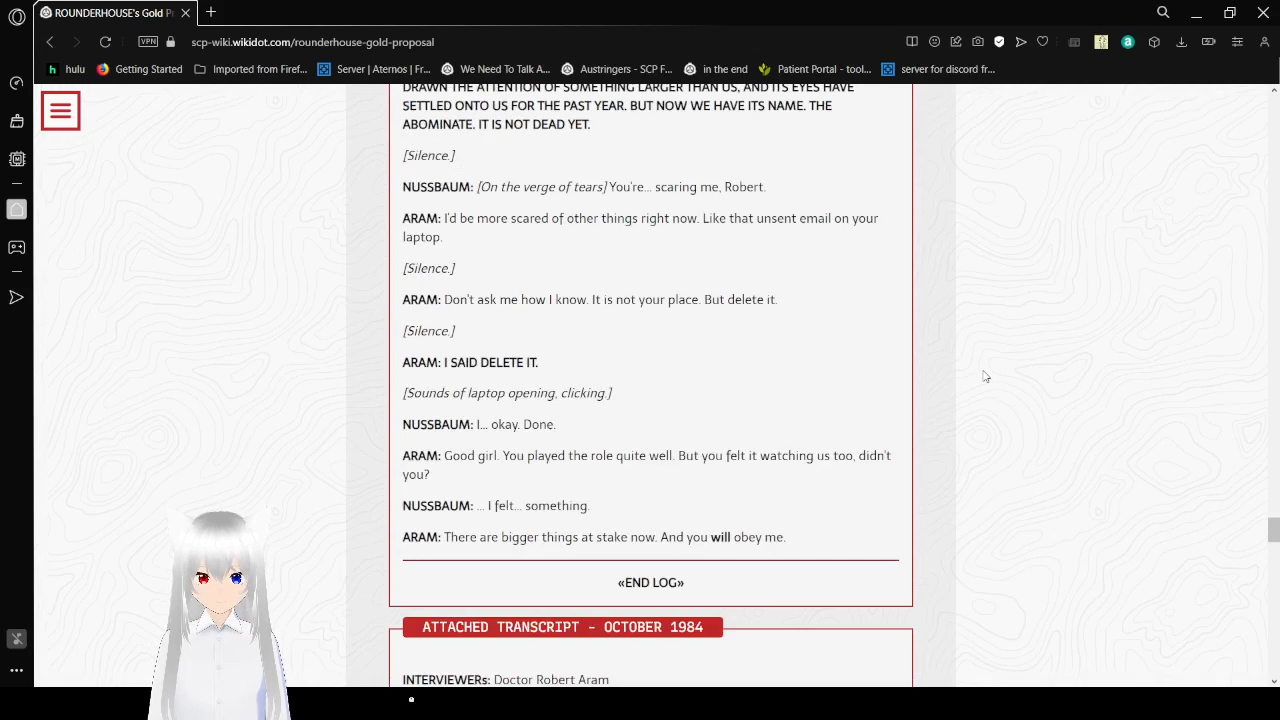 ROUNDERHOUSE's Gold P
VPN
scp-wiki.wikidot.com/rounderhouse-gold-proposal
hulu
Getting Started
Imported from Firef...
Server | Aternos | Fr...
We Need To Talk A...
Austringers - SCP F...
in the end
Patient Portal - tool...
server for discord fr...
DRAWN THE ATTENTION OF SOMETHING LARGER THAN US, AND ITS EYES HAVE
SETTLED ONTO US FOR THE PAST YEAR. BUT NOW WE HAVE ITS NAME. THE
ABOMINATE. IT IS NOT DEAD YET.
[Silence.]
NUSSBAUM: [On the verge of tears] You're... scaring me, Robert.
ARAM: I'd be more scared of other things right now. Like that unsent email on your
laptop.
[Silence.]
ARAM: Don't ask me how I know. It is not your place. But delete it.
[Silence.]
ARAM: I SAID DELETE IT.
[Sounds of laptop opening, clicking.]
NUSSBAUM: I... okay. Done.
ARAM: Good girl. You played the role quite well. But you felt it watching us too, didn't
you?
NUSSBAUM: ... I felt... something.
ARAM: There are bigger things at stake now. And you will obey me.
«END LOG»
ATTACHED TRANSCRIPT - OCTOBER 1984
INTERVIEWERs: Doctor Robert Aram